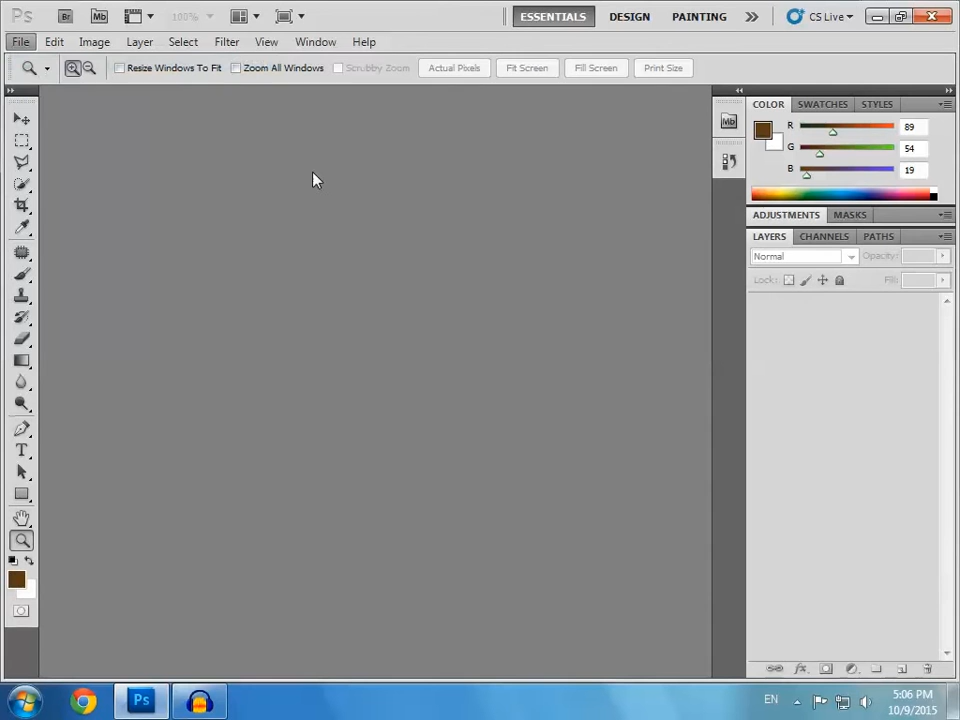 Ps Br Mb 100% ESSENTIALS DESIGN PAINTING CS Live
File Edit Image Layer Select Filter View Window Help
Resize Windows To Fit Zoom All Windows Scrubby Zoom Actual Pixels Fit Screen Fill Screen Print Size
COLOR SWATCHES STYLES
Mb
R 89
G 54
B 19
ADJUSTMENTS MASKS
LAYERS CHANNELS PATHS
Normal Opacity:
Lock: Fill:
T
fx
Ps EN 5:06 PM
10/9/2015